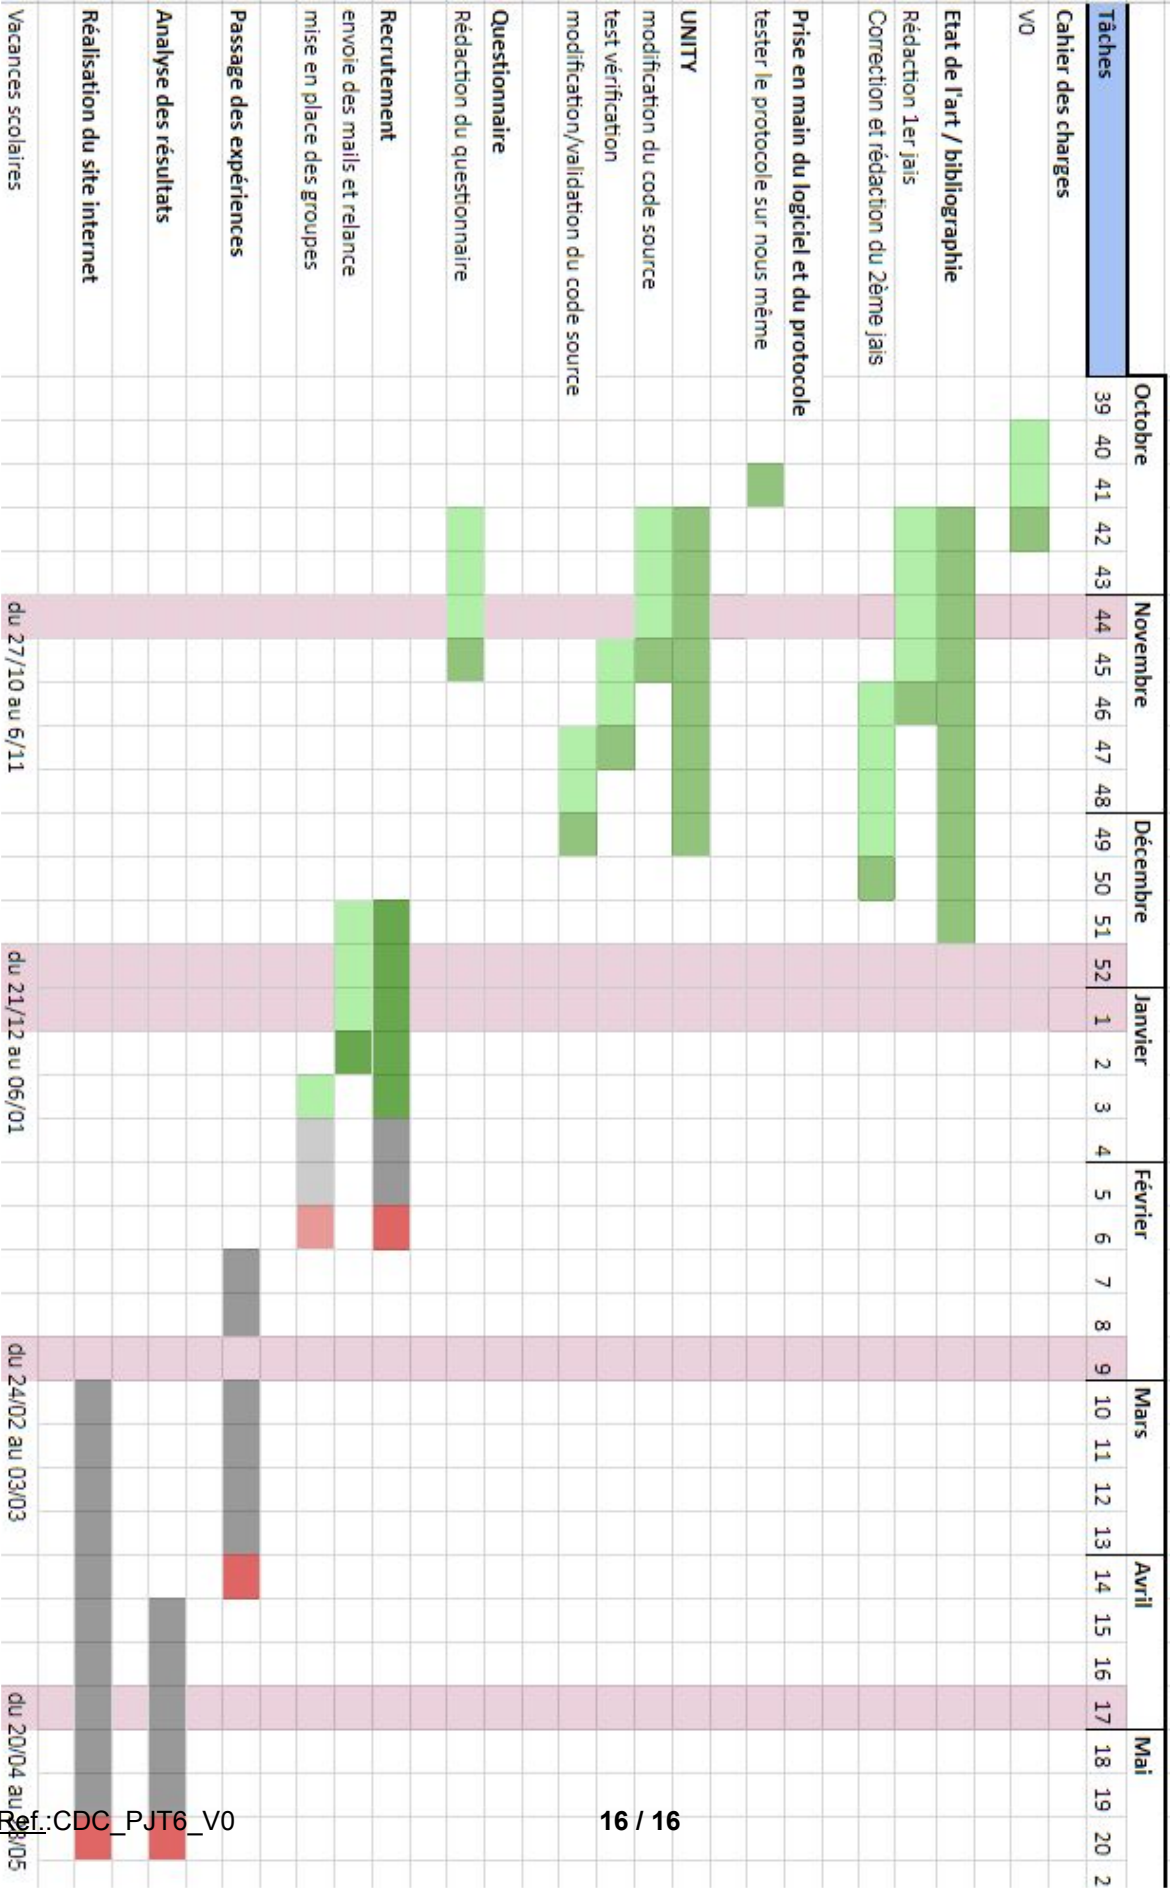 Octobre Novembre Décembre Janvier Février Mars Avril Mai
Tâches 39 40 41 42 43 44 45 46 47 48 49 50 51 52 1 2 3 4 5 6 7 8 9 10 11 12 13 14 15 16 17 18 19 20 2
Cahier des charges
V0
Etat de l'art / bibliographie
Rédaction 1er jais
Correction et rédaction du 2ème jais
Prise en main du logiciel et du protocole
tester le protocole sur nous même
UNITY
modification du code source
test vérification
modification/validation du code source
Questionnaire
Rédaction du questionnaire
Recrutement
envoie des mails et relance
mise en place des groupes
Passage des expériences
Analyse des résultats
Réalisation du site internet
Vacances scolaires du 27/10 au 6/11 du 21/12 au 06/01 du 24/02 au 03/03 du 20/04 au /05
Ref.:CDC_PJT6_V0 16 / 16